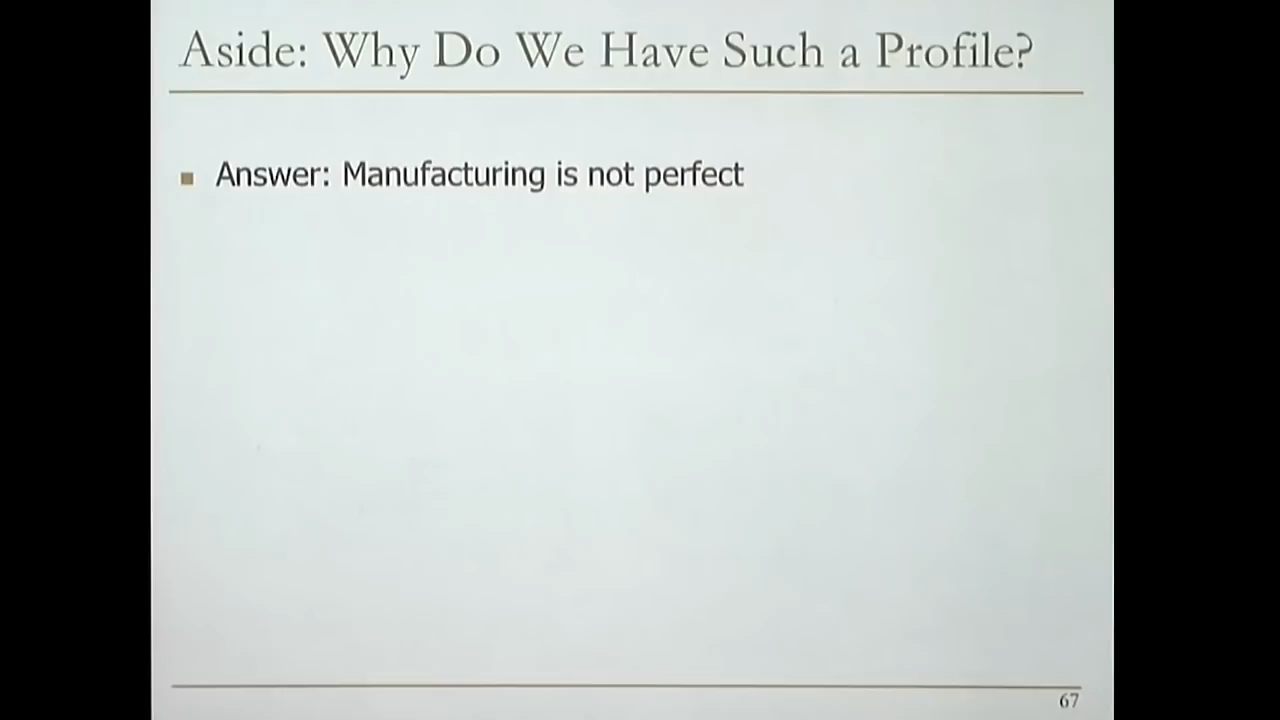 Aside: Why Do We Have Such a Profile?
Answer: Manufacturing is not perfect
67